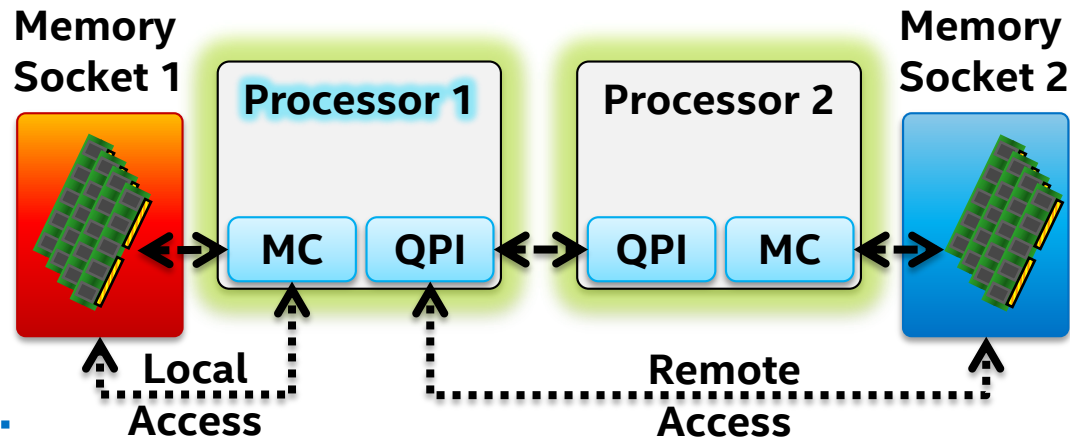 Memory
Socket 1
Processor 1
Processor 2
Memory
Socket 2
MC
QPI
QPI
MC
Local
Access
Remote
Access